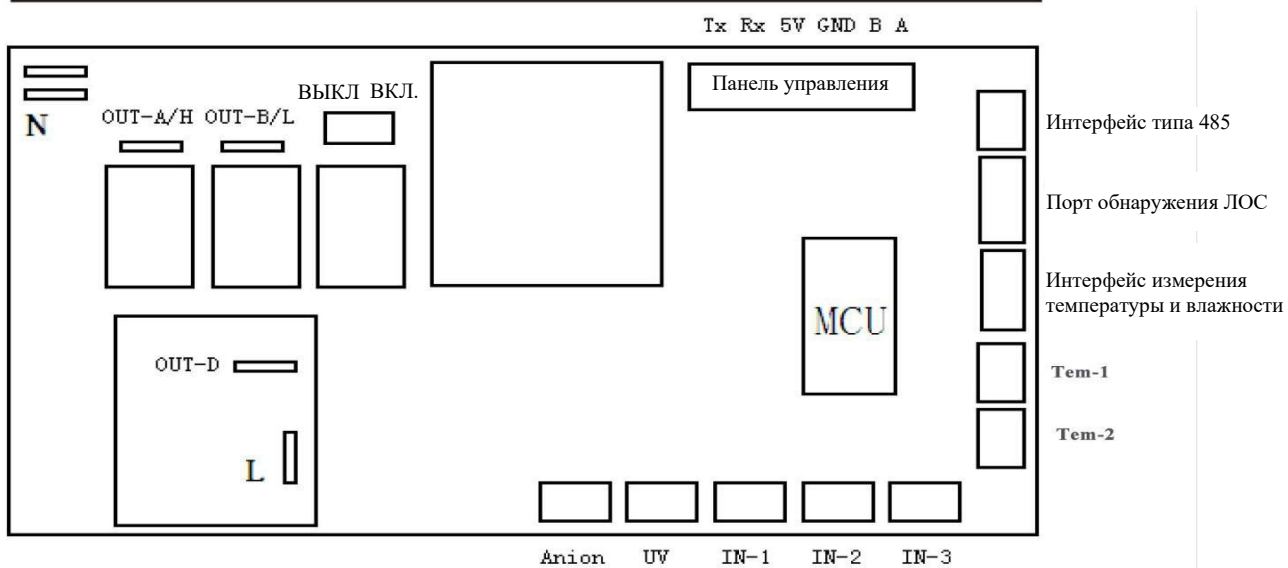 Tx Rx 5V GND B A
Панель управления
ВЫКЛ ВКЛ.
N
OUT-A/H OUT-B/L
Интерфейс типа 485
Порт обнаружения ЛОС
Интерфейс измерения
температуры и влажности
MCU
OUT-D
Tem-1
Tem-2
L
Anion UV IN-1 IN-2 IN-3